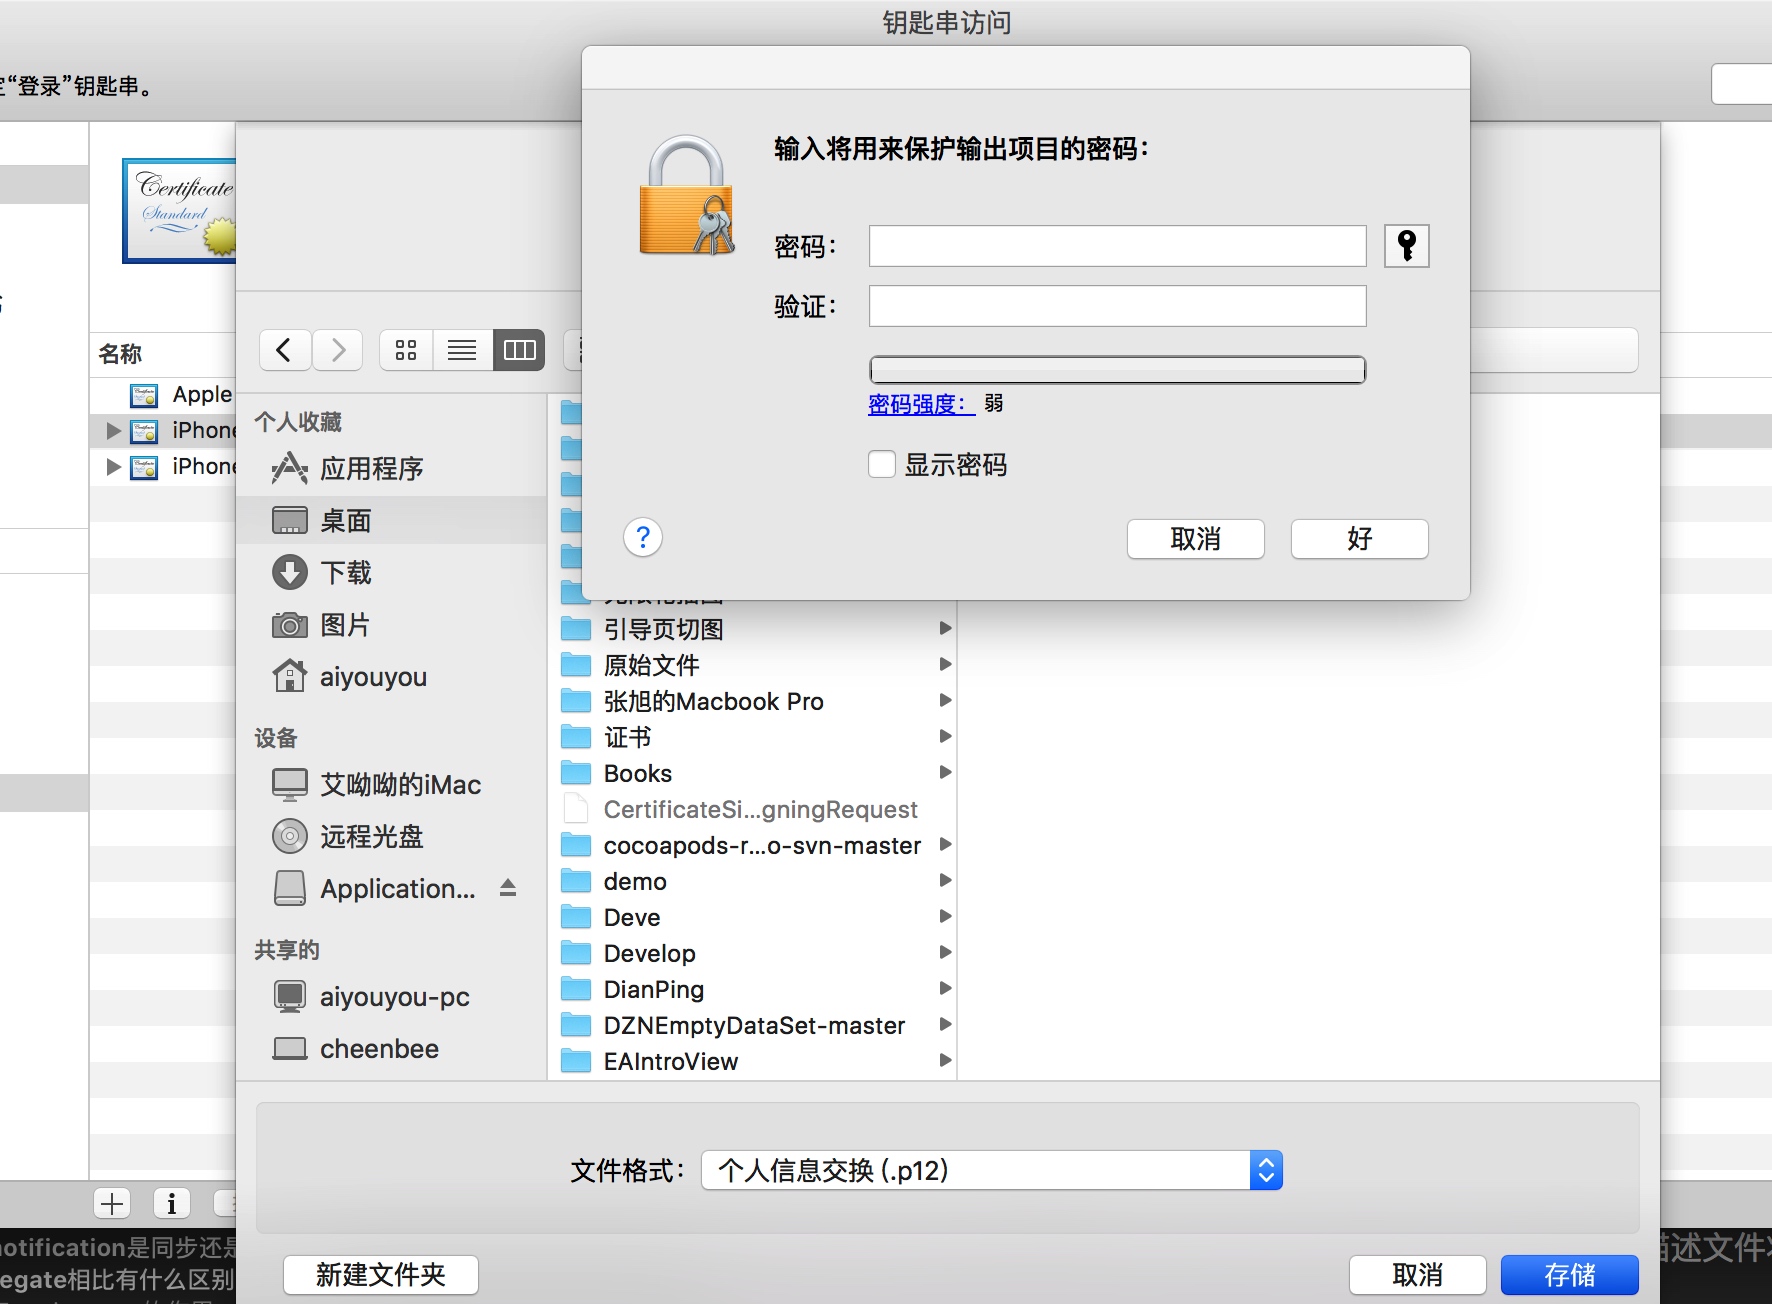 钥匙串访问
“登录”钥匙串。
Certificate
Standard
名称
Apple
iPhone
iPhone
个人收藏
应用程序
桌面
下载
图片
aiyouyou
设备
艾呦呦的iMac
远程光盘
Application...
共享的
aiyouyou-pc
cheenbee
输入将用来保护输出项目的密码：
密码：
验证：
密码强度： 弱
显示密码
?
取消
好
引导页切图
原始文件
张旭的Macbook Pro
证书
Books
CertificateSi...gningRequest
cocoapods-r...o-svn-master
demo
Deve
Develop
DianPing
DZNEmptyDataSet-master
EAIntroView
文件格式： 个人信息交换 (.p12)
新建文件夹
取消
存储
notification是同步还是
egate相比有什么区别
描述文件